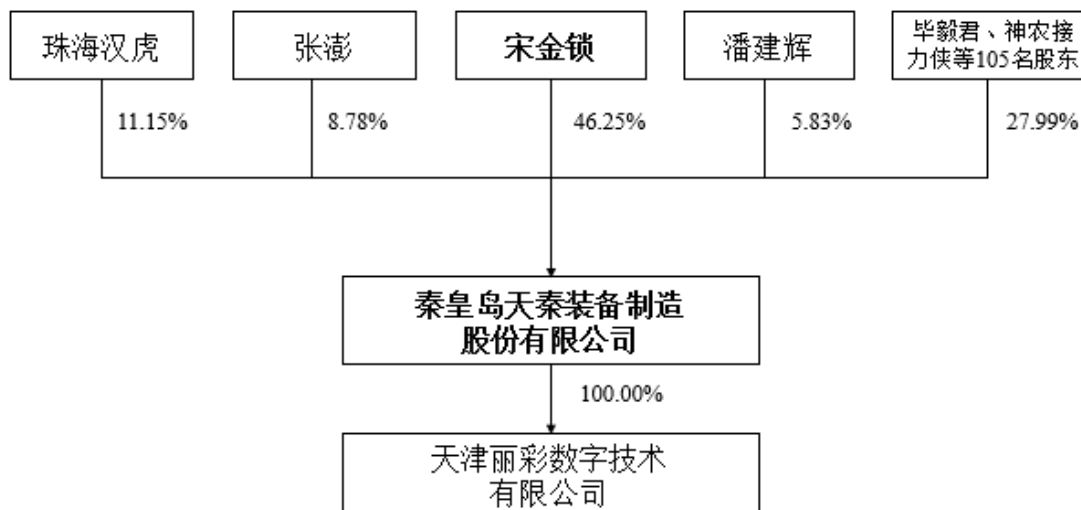 珠海汉虎
张澎
宋金锁
潘建辉
毕毅君、神农接
力侠等105名股东
11.15%
8.78%
46.25%
5.83%
27.99%
秦皇岛天秦装备制造
股份有限公司
100.00%
天津丽彩数字技术
有限公司